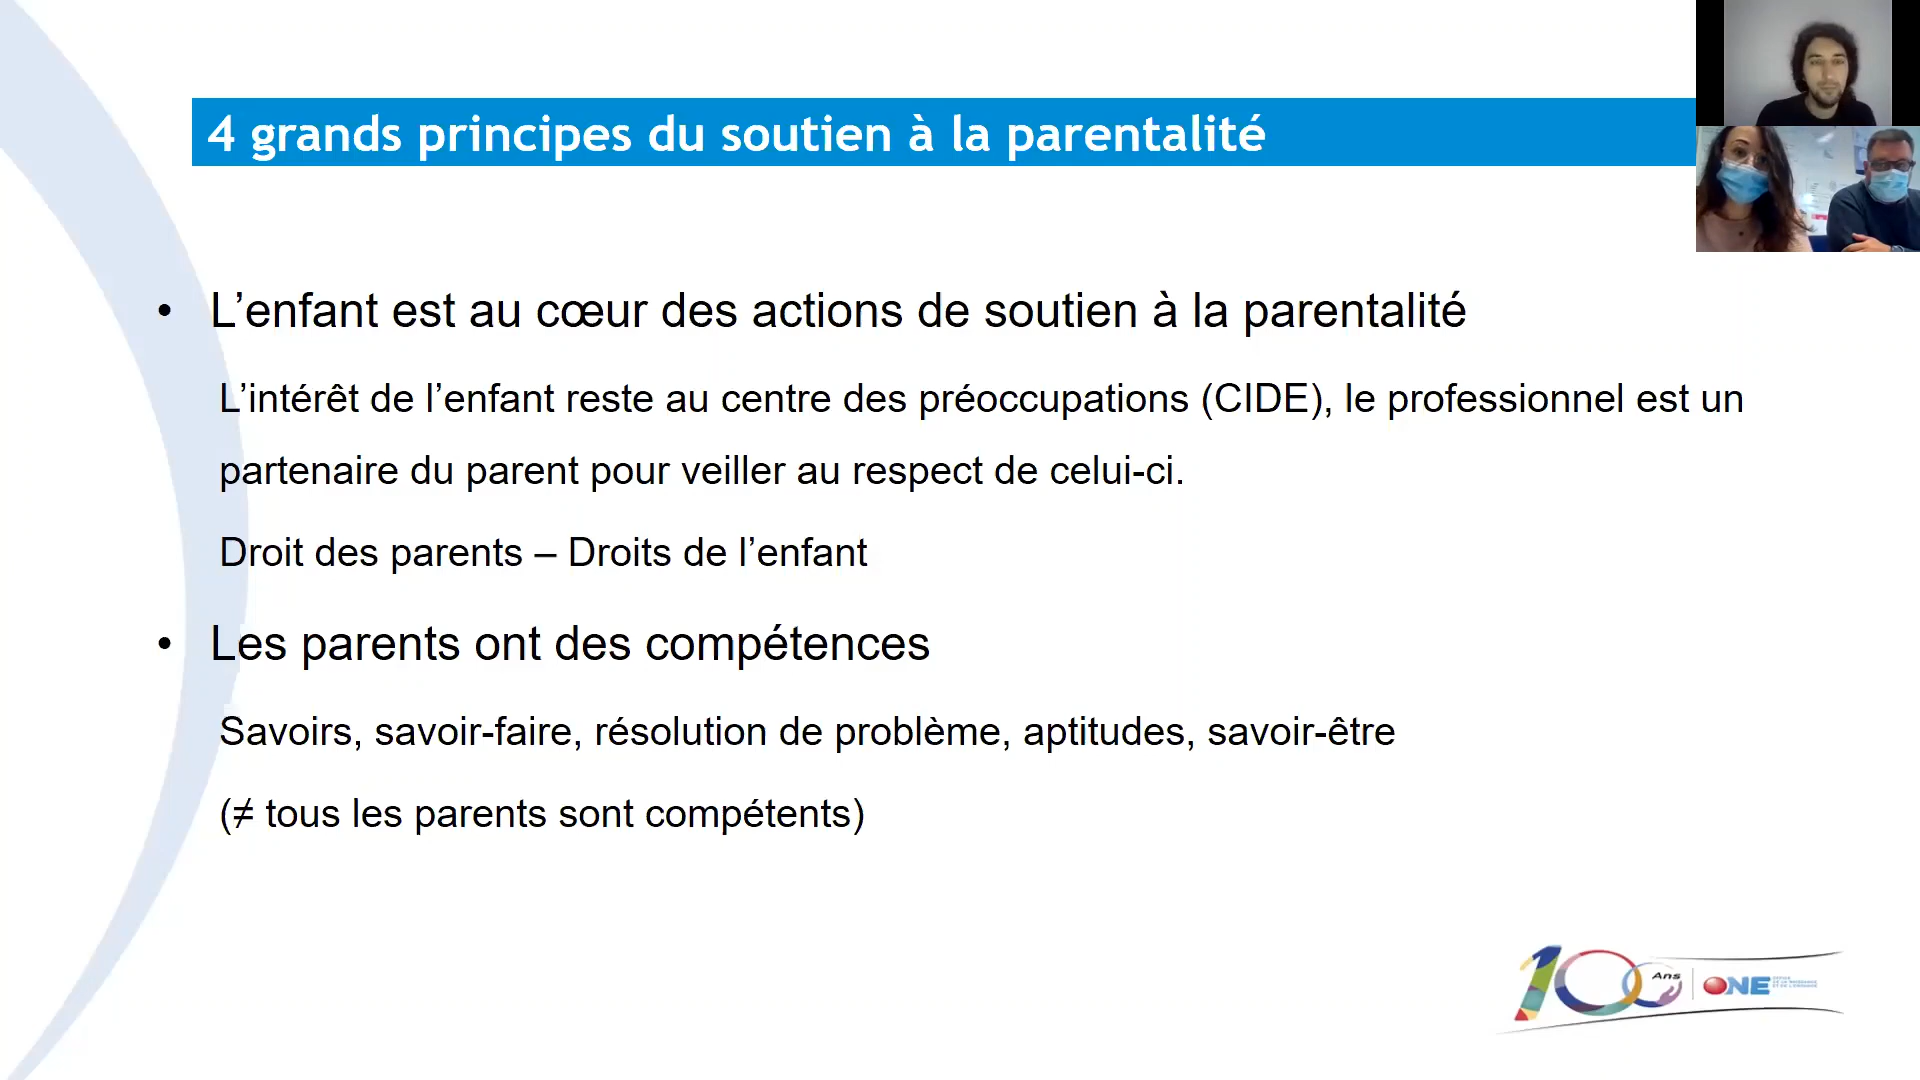 4 grands principes du soutien à la parentalité
• L’enfant est au cœur des actions de soutien à la parentalité
L’intérêt de l’enfant reste au centre des préoccupations (CIDE), le professionnel est un
partenaire du parent pour veiller au respect de celui-ci.
Droit des parents – Droits de l’enfant
• Les parents ont des compétences
Savoirs, savoir-faire, résolution de problème, aptitudes, savoir-être
(≠ tous les parents sont compétents)
100 Ans
ONE